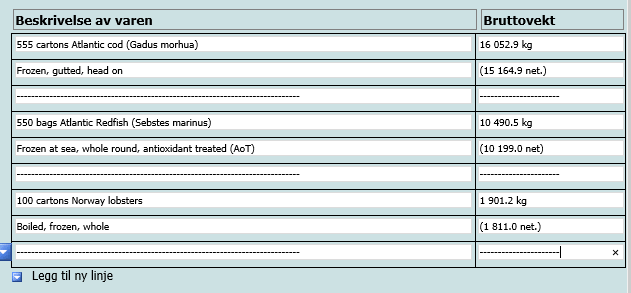 Beskrivelse av varen Bruttovekt
555 cartons Atlantic cod (Gadus morhua) 16 052.9 kg
Frozen, gutted, head on (15 164.9 net.)
------------------------------------------------------------------------------- ----------------------
550 bags Atlantic Redfish (Sebstes marinus) 10 490.5 kg
Frozen at sea, whole round, antioxidant treated (AoT) (10 199.0 net)
------------------------------------------------------------------------------- ----------------------
100 cartons Norway lobsters 1 901.2 kg
Boiled, frozen, whole (1 811.0 net.)
------------------------------------------------------------------------------- ----------------------
Legg til ny linje